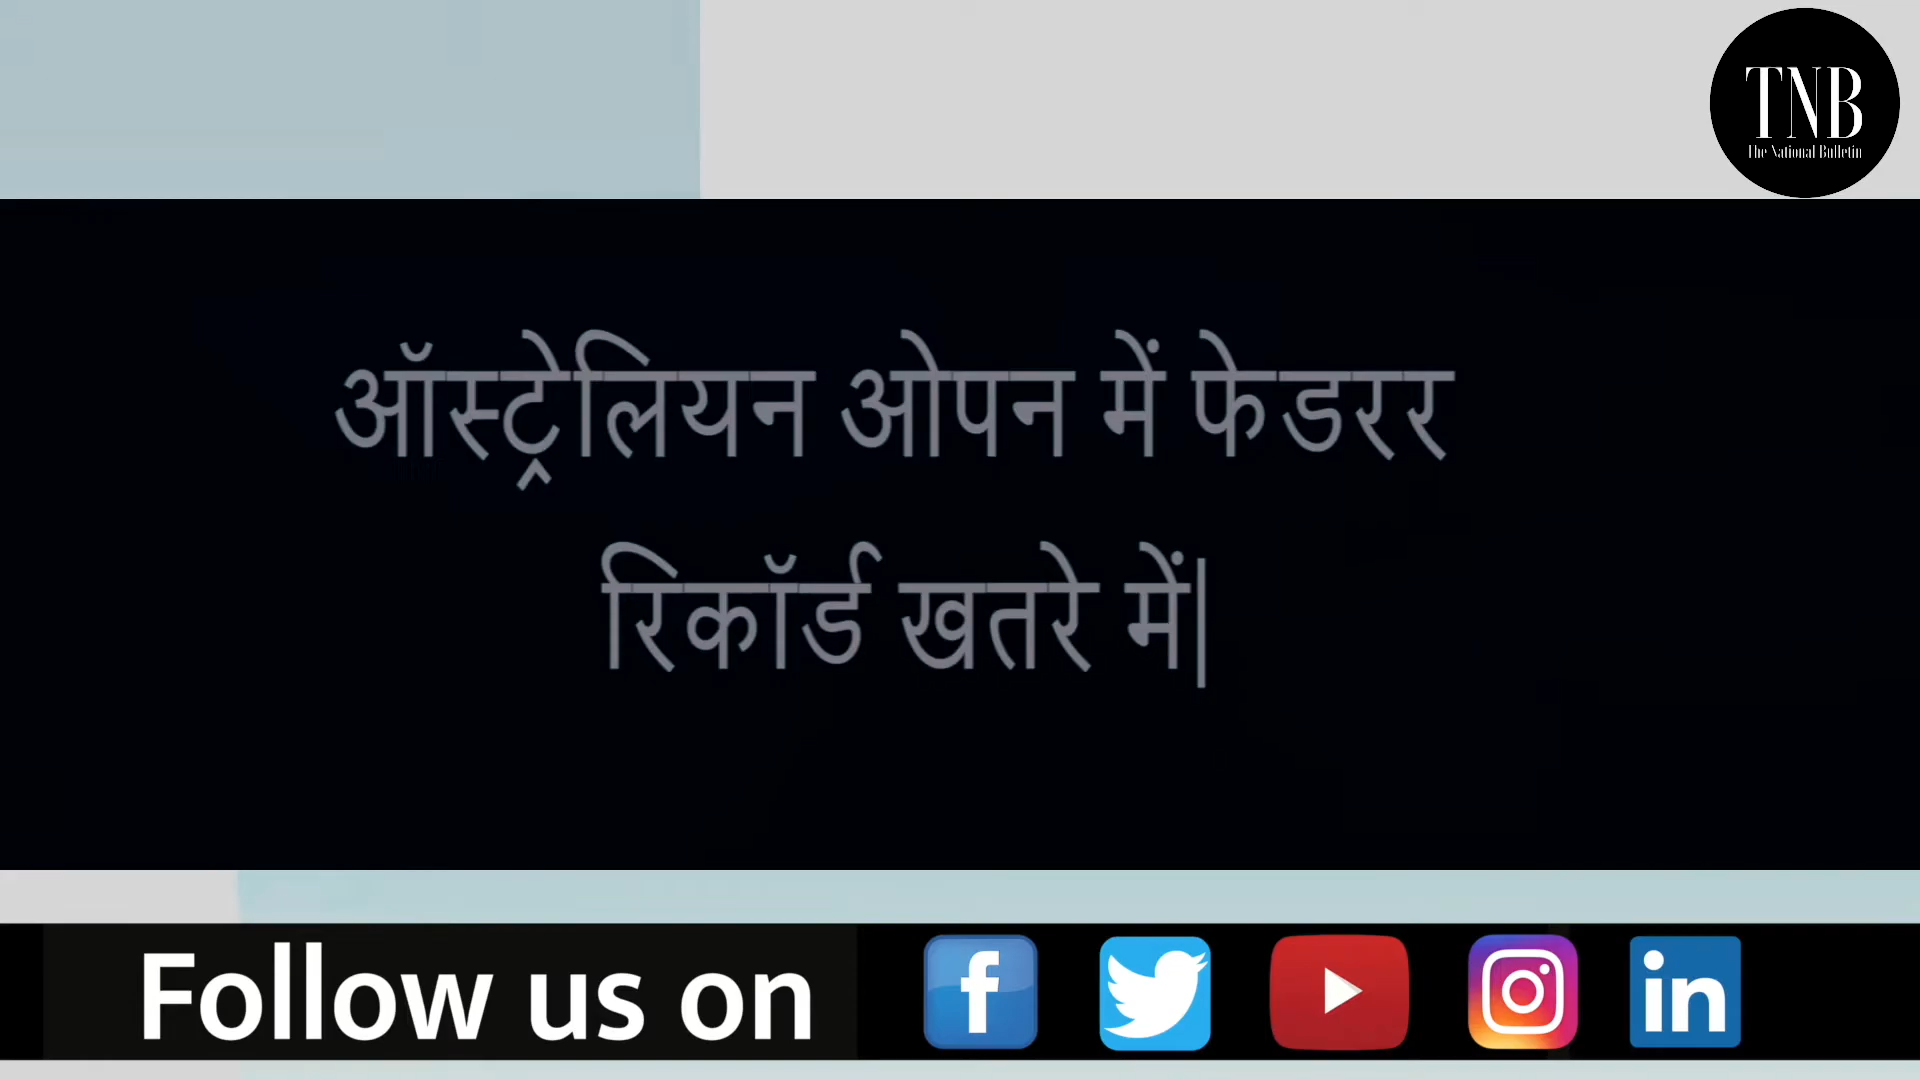 TNB
The National Bulletin
ऑस्ट्रेलियन ओपन में फेडरर
रिकॉर्ड खतरे में|
Follow us on